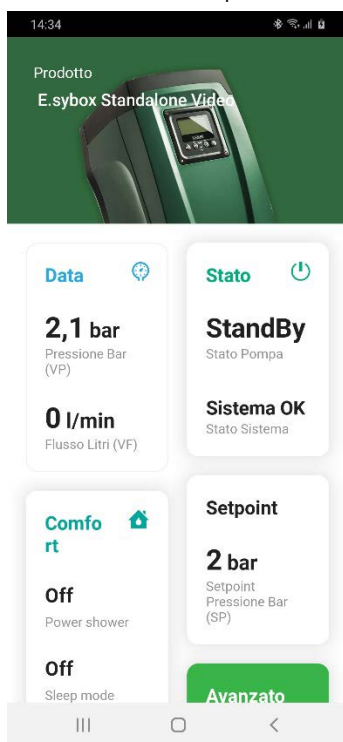 14:34
Prodotto
E.sybox Standalone Video
Data
2,1 bar
Pressione Bar
(VP)
0 l/min
Flusso Litri (VF)
Stato
StandBy
Stato Pompa
Sistema OK
Stato Sistema
Comfo
rt
Off
Power shower
Off
Sleep mode
Setpoint
2 bar
Setpoint
Pressione Bar
(SP)
Avanzato